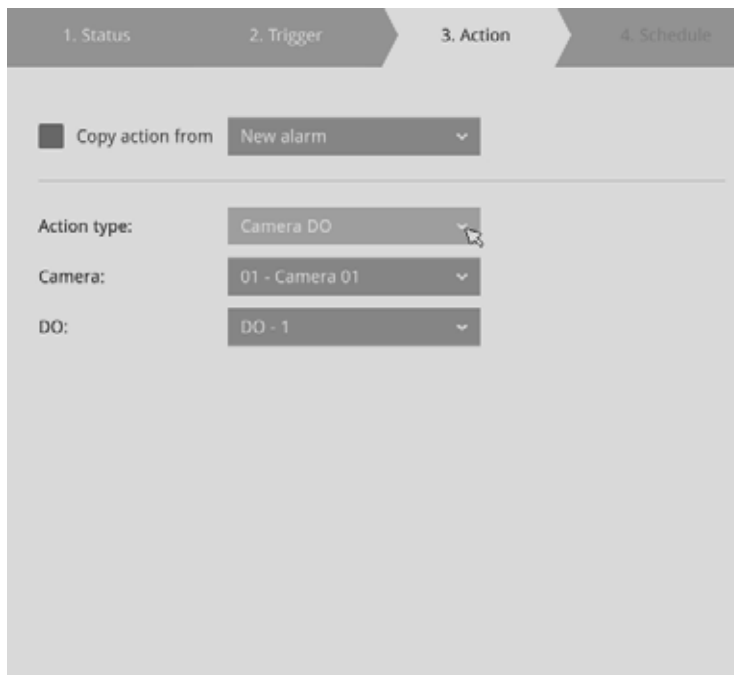 1. Status 2. Trigger 3. Action 4. Schedule
Copy action from New alarm
Action type: Camera DO
Camera: 01 - Camera 01
DO: DO - 1